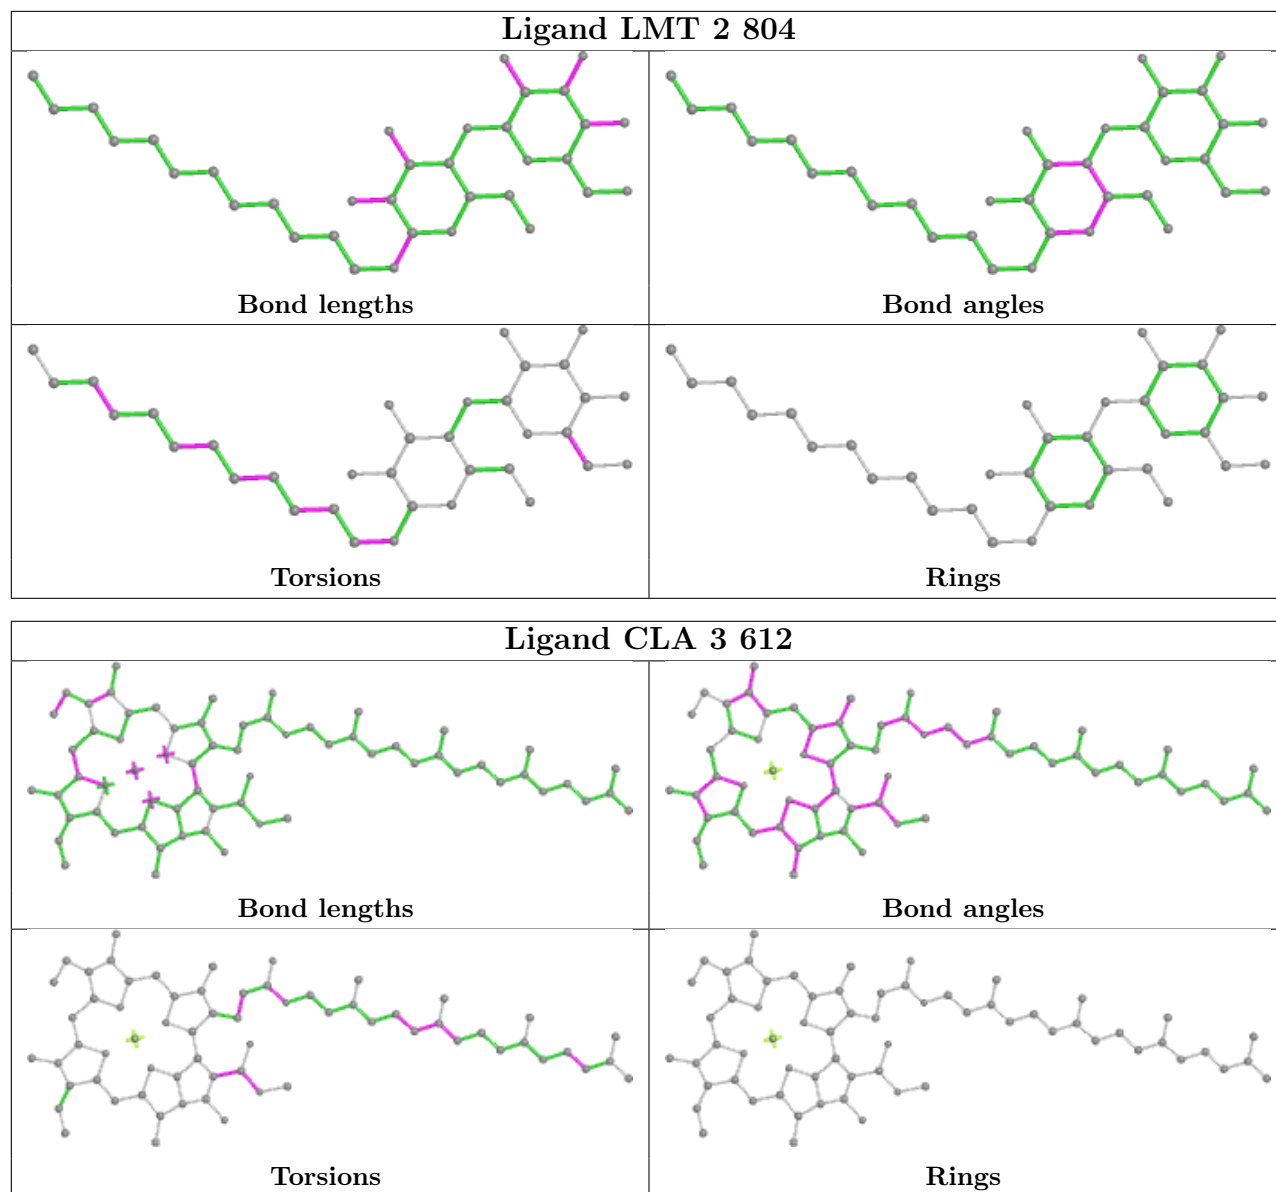 Ligand LMT 2 804
Bond lengths
Bond angles
Torsions
Rings
Ligand CLA 3 612
Bond lengths
Bond angles
Torsions
Rings